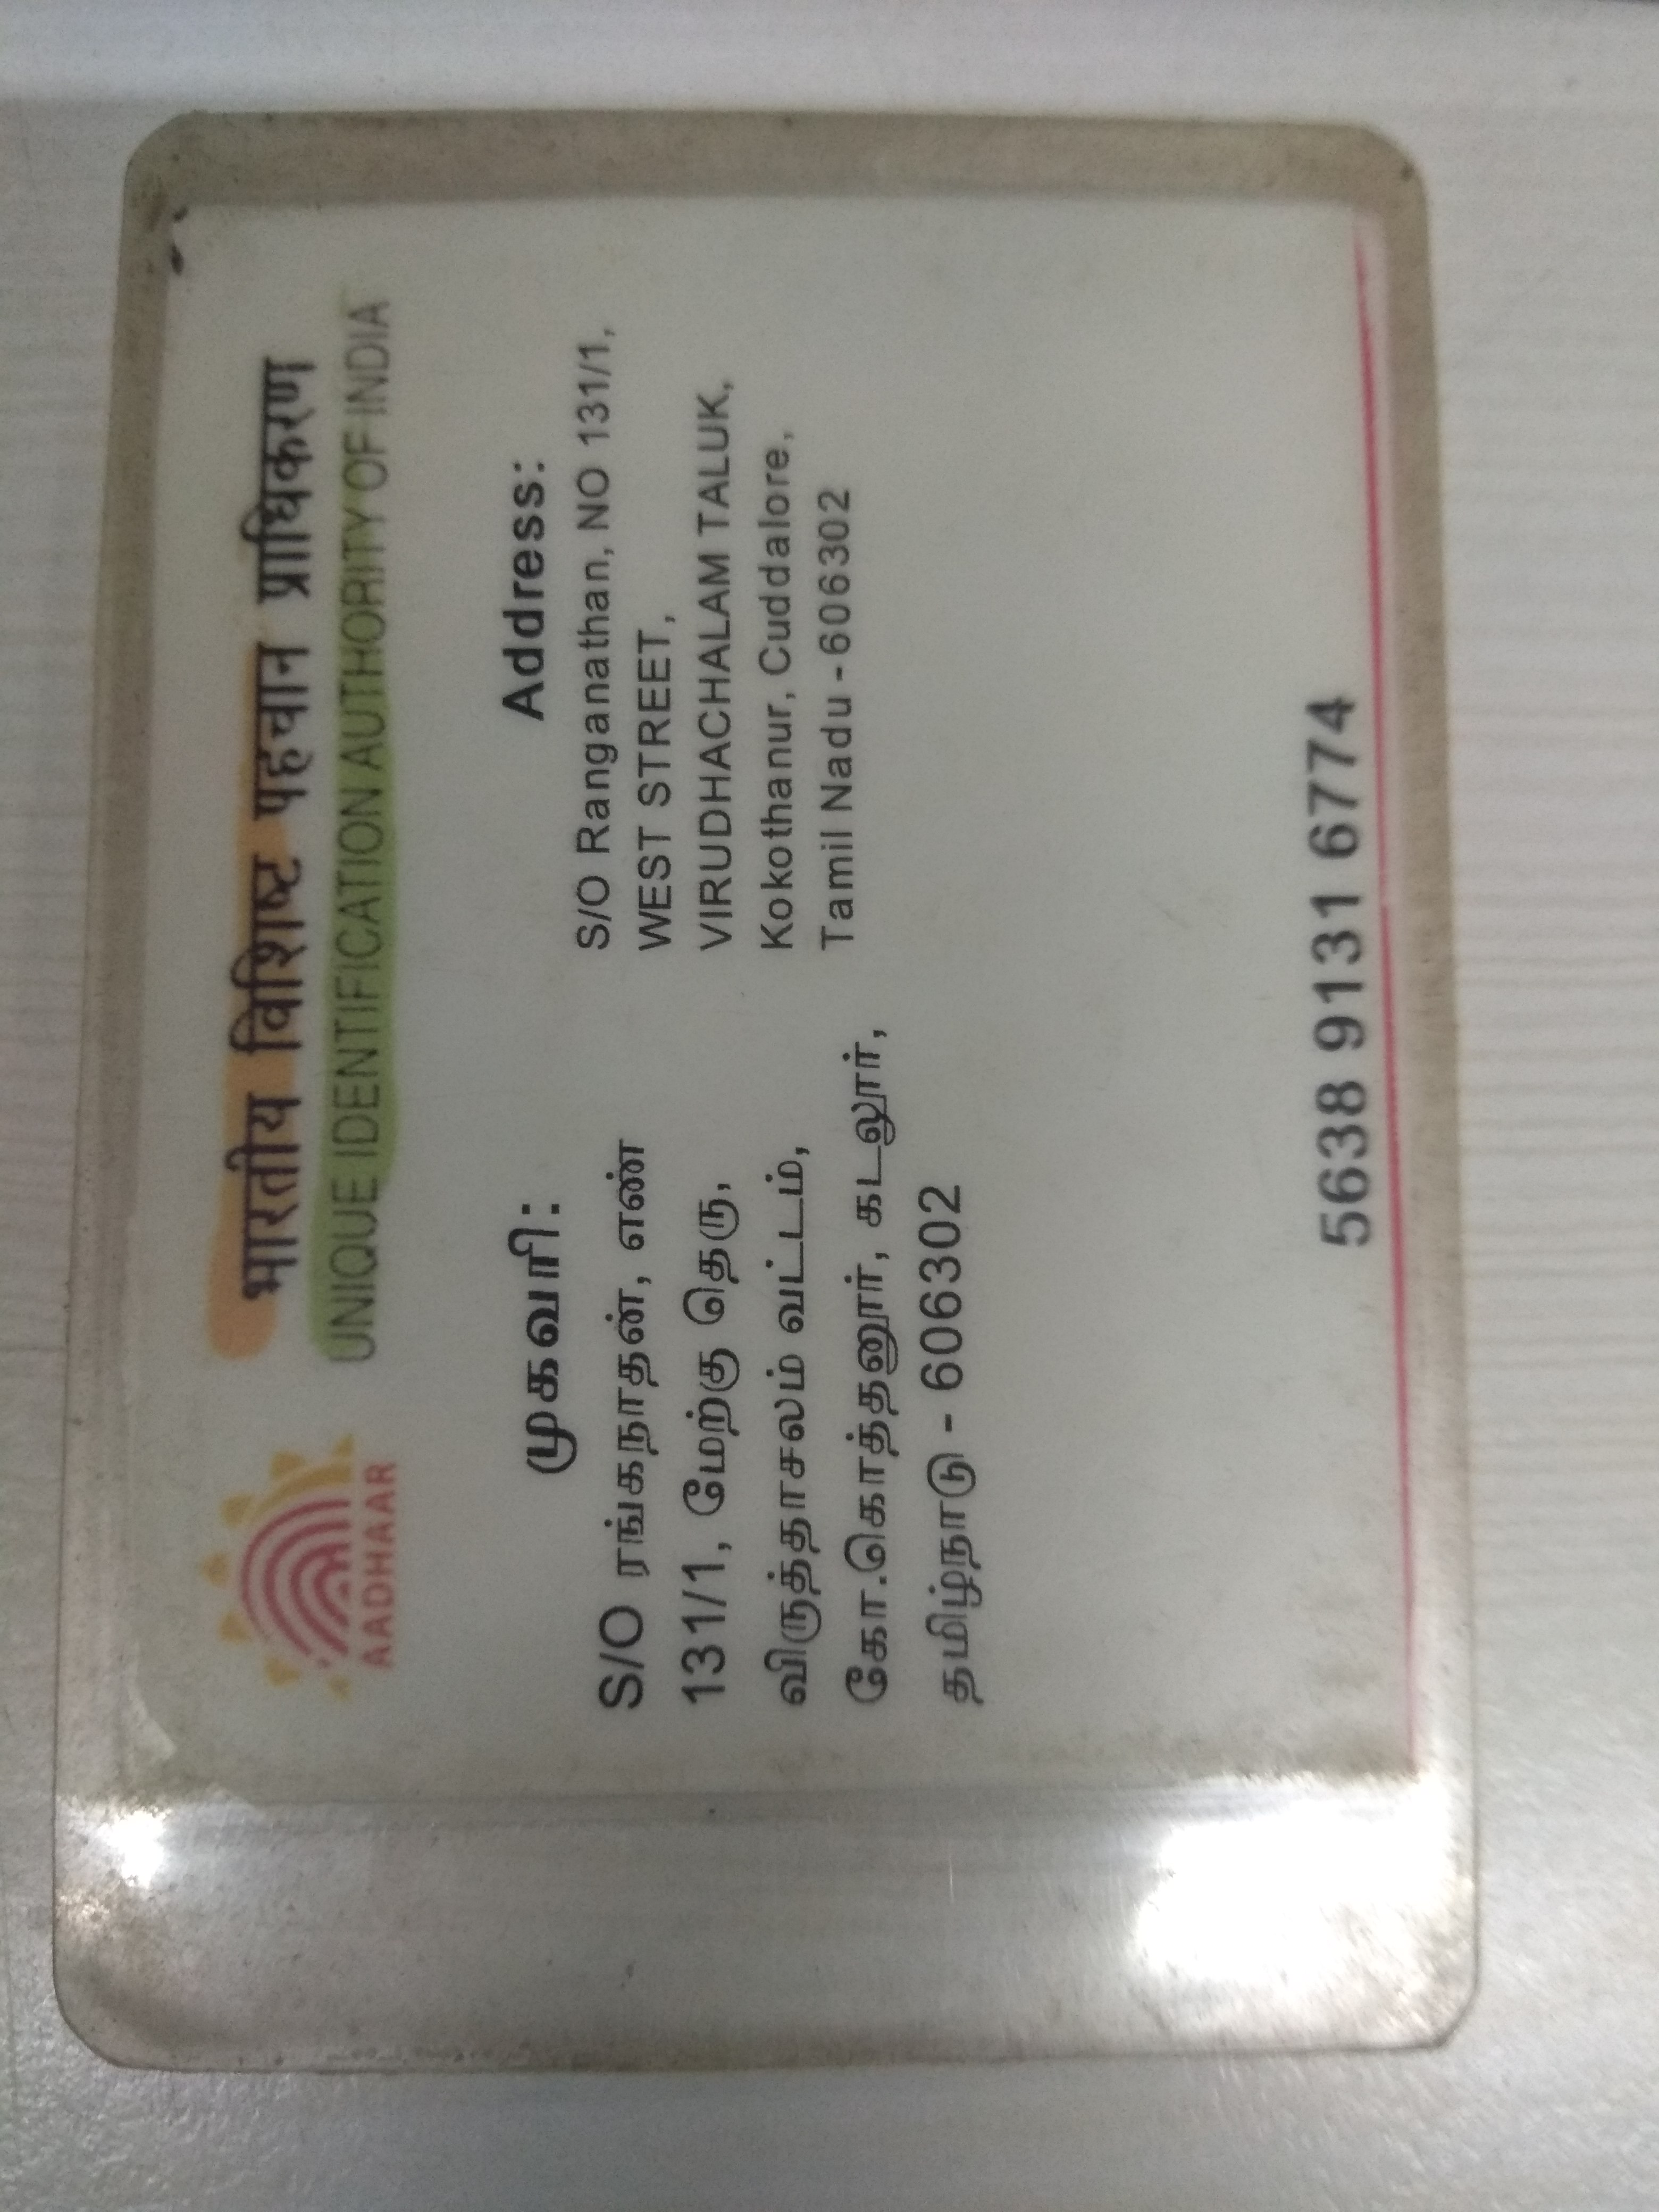 भारतीय विशिष्ट पहचान प्राधिकरण
UNIQUE IDENTIFICATION AUTHORITY OF INDIA
AADHAAR
முகவரி:
S/O ரங்கநாதன், எண்
131/1, மேற்கு தெரு,
விருத்தாசலம் வட்டம்,
கோ.கொத்தனூர், கடலூர்,
தமிழ்நாடு - 606302
Address:
S/O Ranganathan, NO 131/1,
WEST STREET,
VIRUDHACHALAM TALUK,
Kokothanur, Cuddalore,
Tamil Nadu - 606302
5638 9131 6774